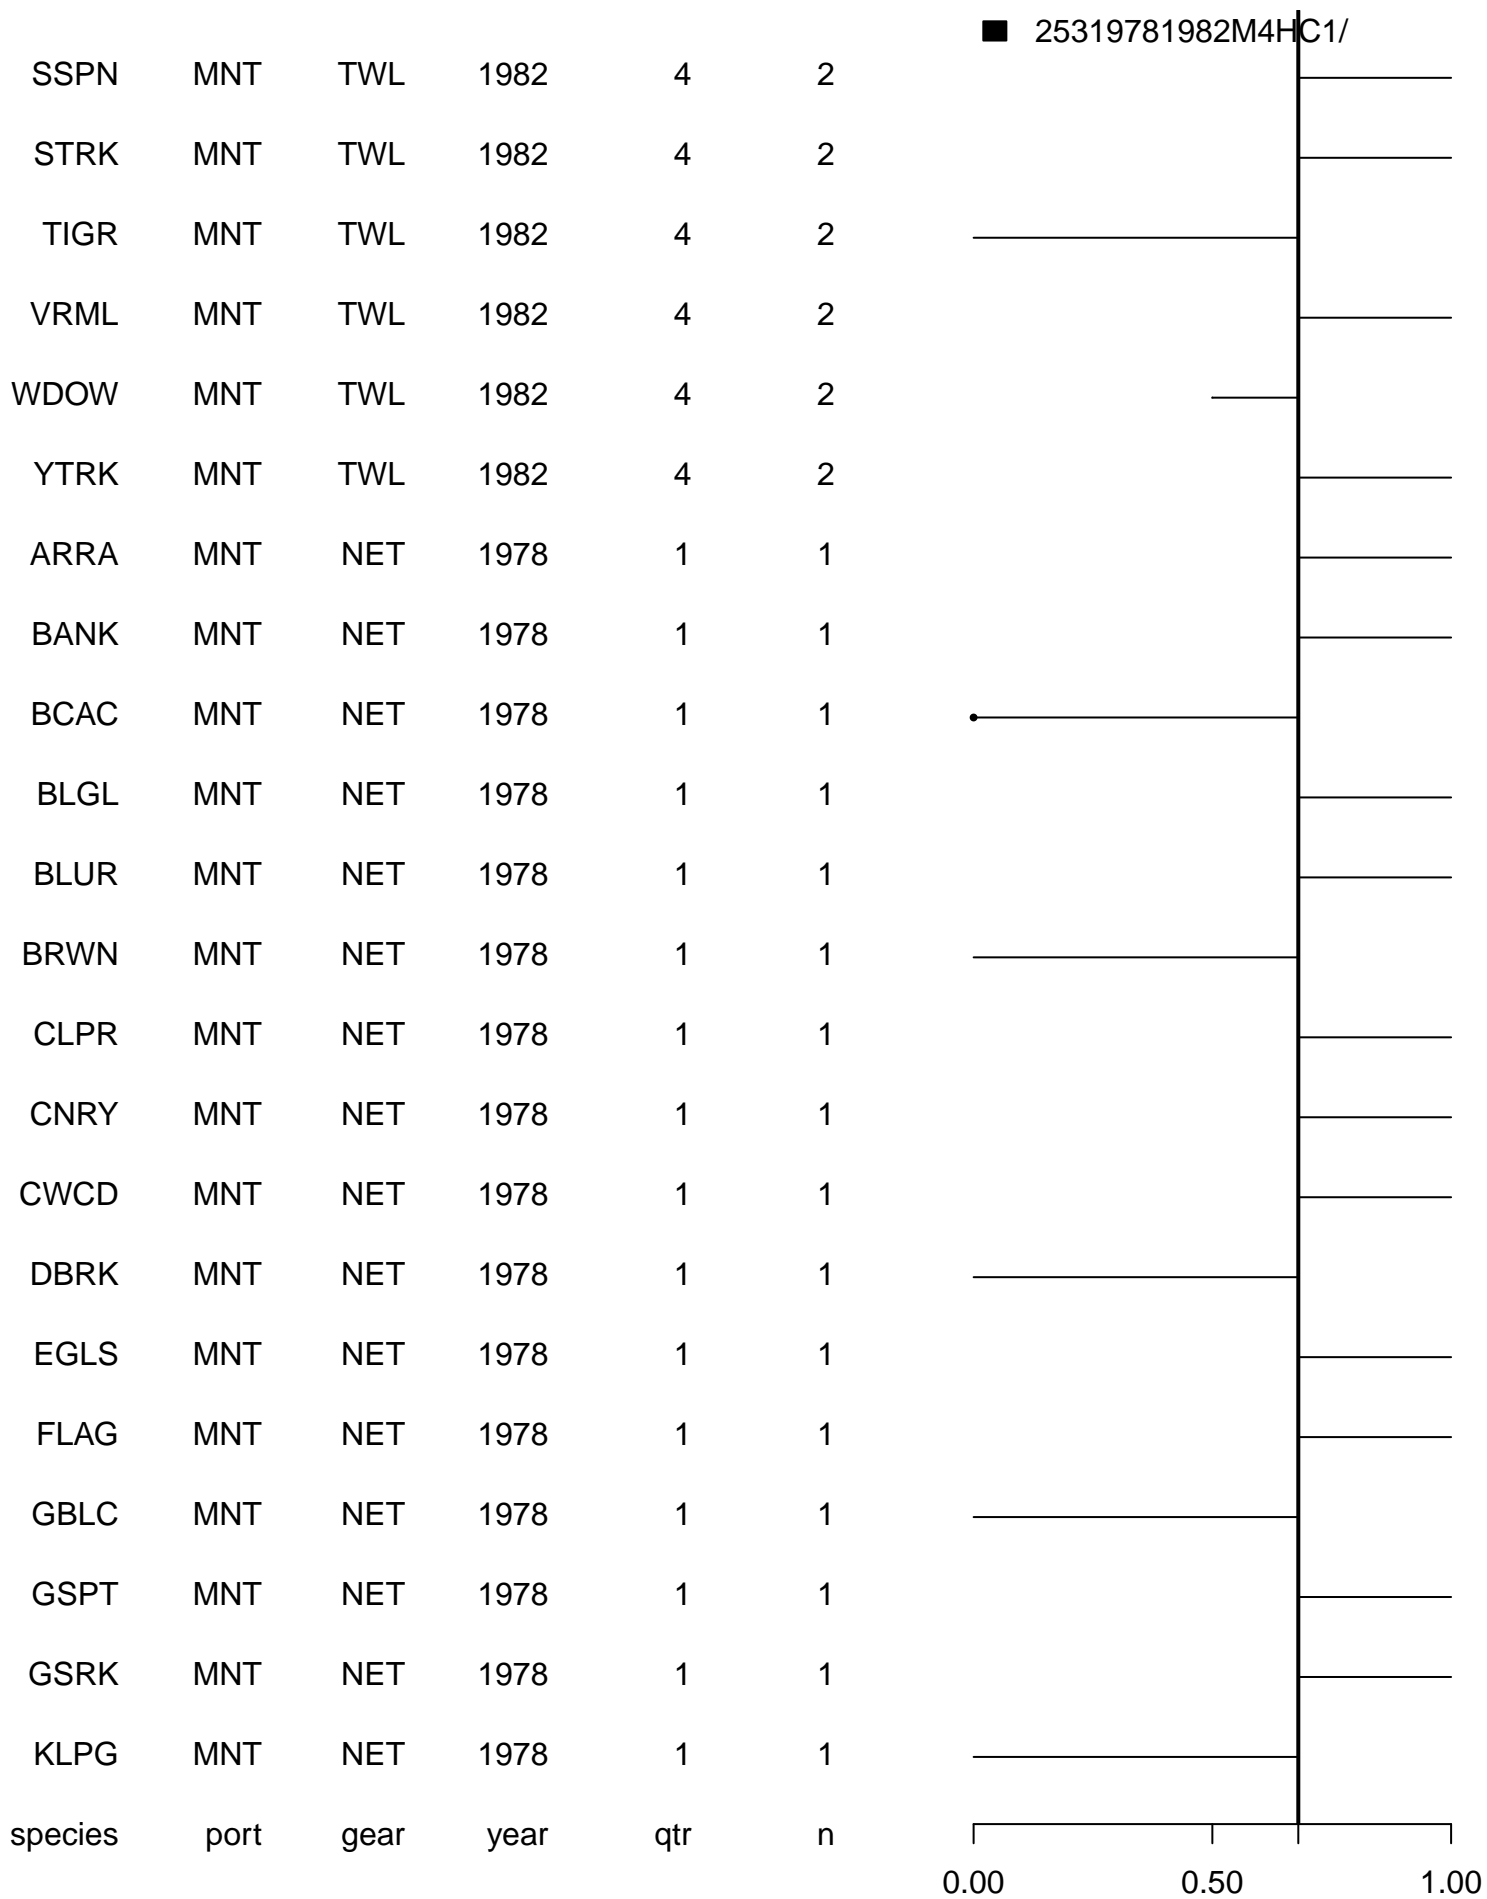 25319781982M4HC1/
SSPN MNT TWL 1982 4 2
STRK MNT TWL 1982 4 2
TIGR MNT TWL 1982 4 2
VRML MNT TWL 1982 4 2
WDOW MNT TWL 1982 4 2
YTRK MNT TWL 1982 4 2
ARRA MNT NET 1978 1 1
BANK MNT NET 1978 1 1
BCAC MNT NET 1978 1 1
BLGL MNT NET 1978 1 1
BLUR MNT NET 1978 1 1
BRWN MNT NET 1978 1 1
CLPR MNT NET 1978 1 1
CNRY MNT NET 1978 1 1
CWCD MNT NET 1978 1 1
DBRK MNT NET 1978 1 1
EGLS MNT NET 1978 1 1
FLAG MNT NET 1978 1 1
GBLC MNT NET 1978 1 1
GSPT MNT NET 1978 1 1
GSRK MNT NET 1978 1 1
KLPG MNT NET 1978 1 1
species port gear year qtr n
0.00 0.50 1.00